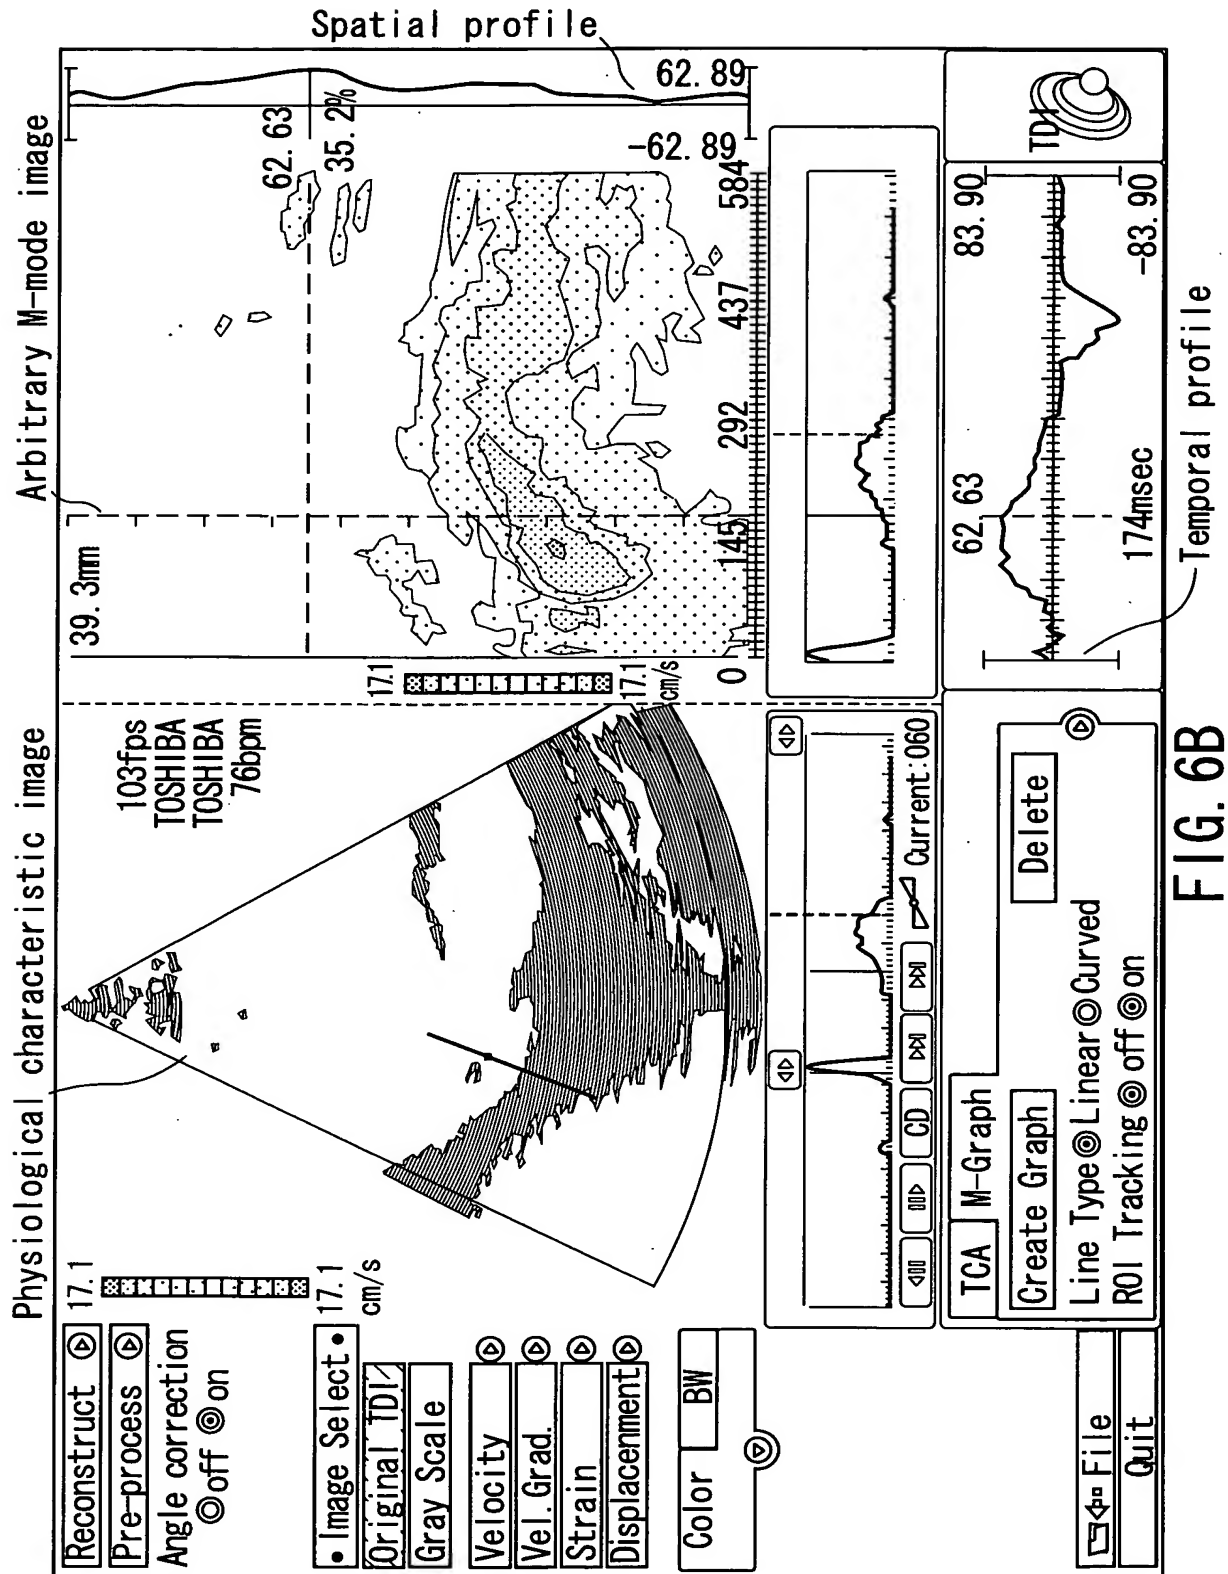 Physiological characteristic image
Arbitrary M-mode image
Spatial profile
Reconstruct
Pre-process
Angle correction
off on
• Image Select •
Original TDI
Gray Scale
Velocity
Vel.Grad.
Strain
Displacenment
Color BW
File
Quit
17.1
17.1
cm/s
103fps
TOSHIBA
TOSHIBA
76bpm
17.1
17.1
cm/s
39.3mm
62.63
35.2%
62.89
-62.89
0
145
292
437
584
CD
Current:060
TCA M-Graph
Create Graph Delete
Line Type Linear Curved
ROI Tracking off on
62.63
83.90
174msec
-83.90
TDI
Temporal profile
FIG. 6B